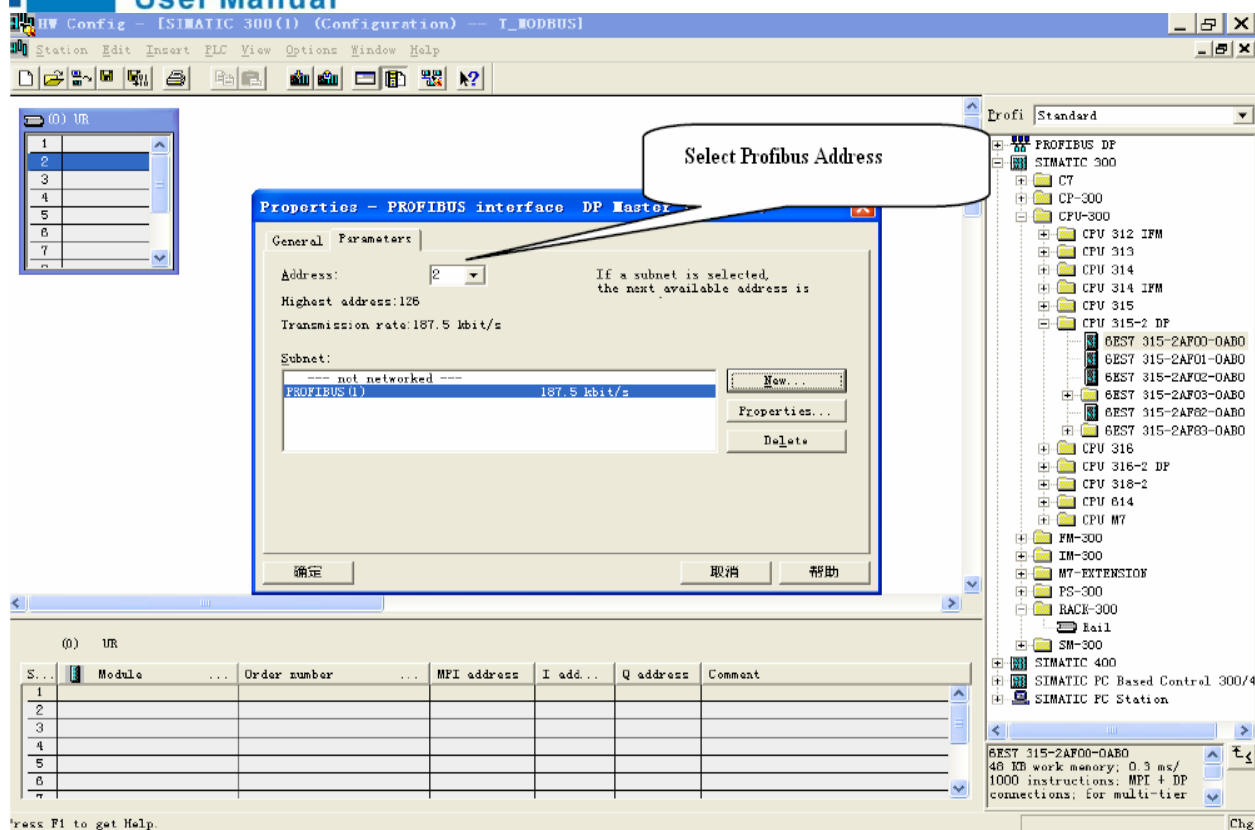 User Manual
HW Config - [SIMATIC 300(1) (Configuration) -- T_MODBUS]
Station Edit Insert PLC View Options Window Help
(0) UR
1
2
3
4
5
6
7
Select Profibus Address
Properties - PROFIBUS interface DP Master
General Parameters
Address: 2
If a subnet is selected,
the next available address is
Highest address:126
Transmission rate:187.5 kbit/s
Subnet:
--- not networked ---
PROFIBUS(1) 187.5 kbit/s
New...
Properties...
Delete
确定 取消 帮助
Profi Standard
PROFIBUS DP
SIMATIC 300
C7
CP-300
CPU-300
CPU 312 IFM
CPU 313
CPU 314
CPU 314 IFM
CPU 315
CPU 315-2 DP
6ES7 315-2AF00-0AB0
6ES7 315-2AF01-0AB0
6ES7 315-2AF02-0AB0
6ES7 315-2AF03-0AB0
6ES7 315-2AF82-0AB0
6ES7 315-2AF83-0AB0
CPU 316
CPU 316-2 DP
CPU 318-2
CPU 614
CPU M7
FM-300
IM-300
M7-EXTENSION
PS-300
RACK-300
Rail
SM-300
SIMATIC 400
SIMATIC PC Based Control 300/4
SIMATIC PC Station
(0) UR
S... Module ... Order number ... MPI address I add... Q address Comment
1
2
3
4
5
6
7
6ES7 315-2AF00-0AB0
48 KB work memory; 0.3 ms/
1000 instructions; MPI + DP
connections; for multi-tier
Press F1 to get Help.
Chg